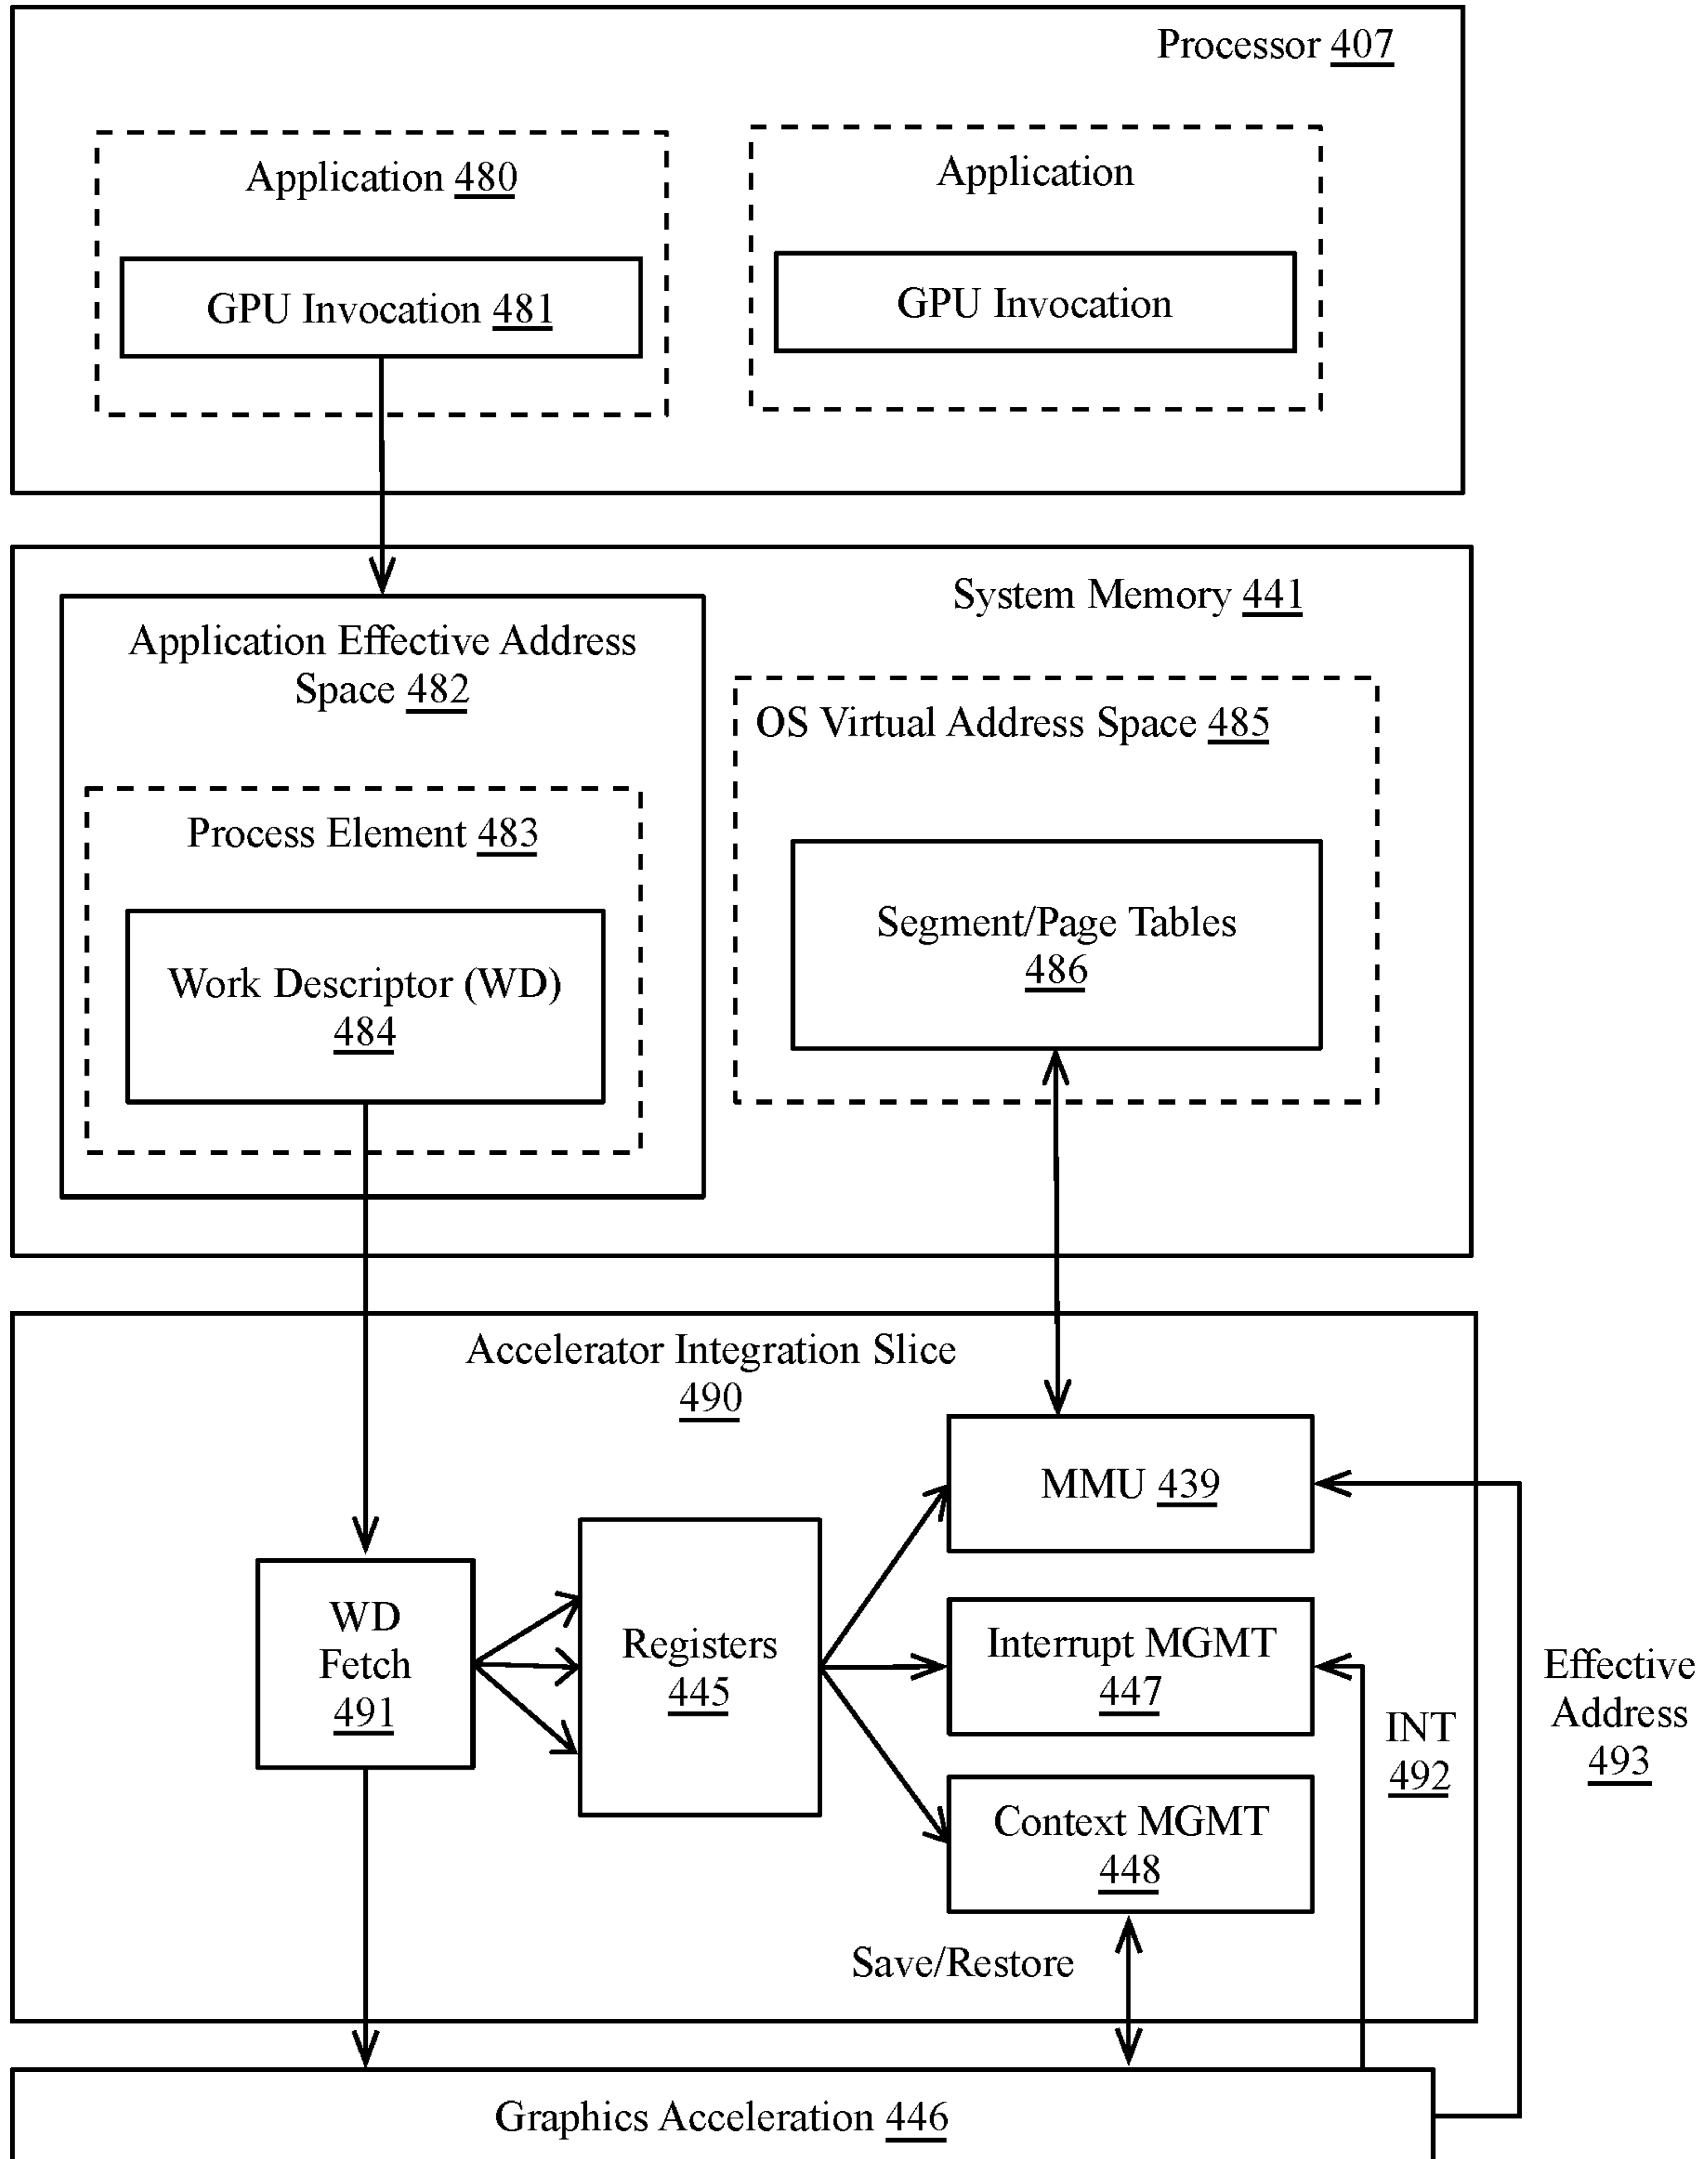 Processor 407
Application 480
Application
GPU Invocation 481
GPU Invocation
System Memory 441
Application Effective Address
Space 482
OS Virtual Address Space 485
Process Element 483
Segment/Page Tables
486
Work Descriptor (WD)
484
Accelerator Integration Slice
490
MMU 439
WD
Fetch
491
Registers
445
Interrupt MGMT
447
Effective
Address
493
INT
492
Context MGMT
448
Save/Restore
Graphics Acceleration 446